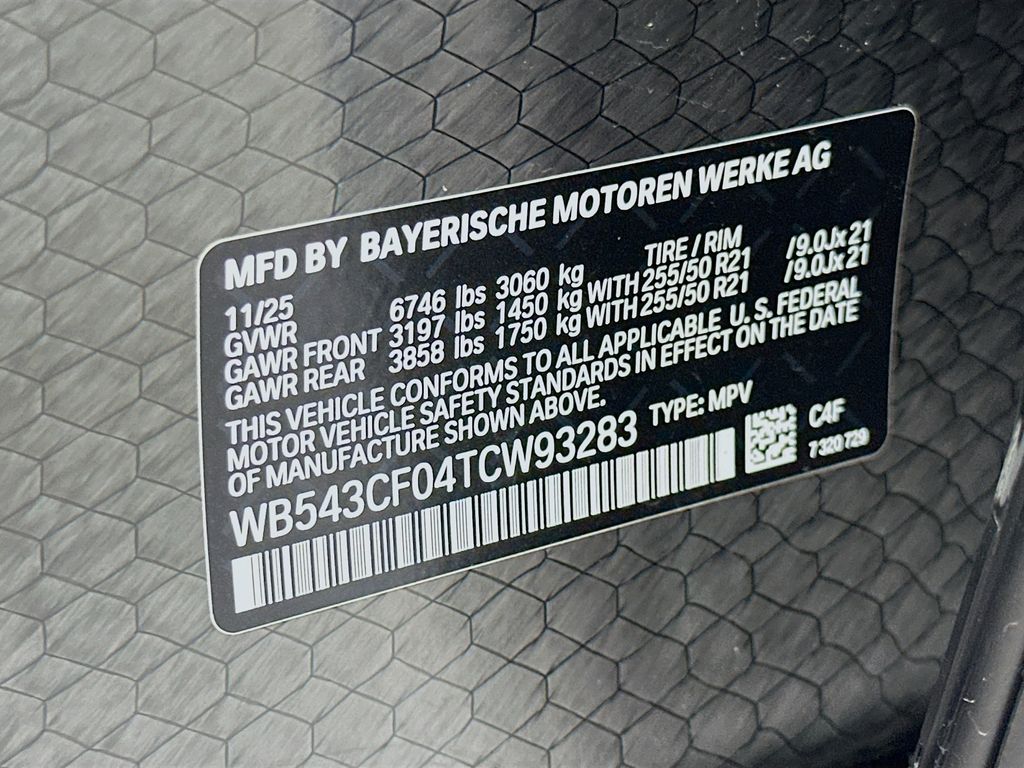 MFD BY BAYERISCHE MOTOREN WERKE AG
11/25 TIRE / RIM
GVWR 6746 lbs 3060 kg
GAWR FRONT 3197 lbs 1450 kg WITH 255/50 R21 /9.0Jx21
GAWR REAR 3858 lbs 1750 kg WITH 255/50 R21 /9.0Jx21
THIS VEHICLE CONFORMS TO ALL APPLICABLE U. S. FEDERAL
MOTOR VEHICLE SAFETY STANDARDS IN EFFECT ON THE DATE
OF MANUFACTURE SHOWN ABOVE.
WB543CF04TCW93283 TYPE: MPV
C4F
7 320 729